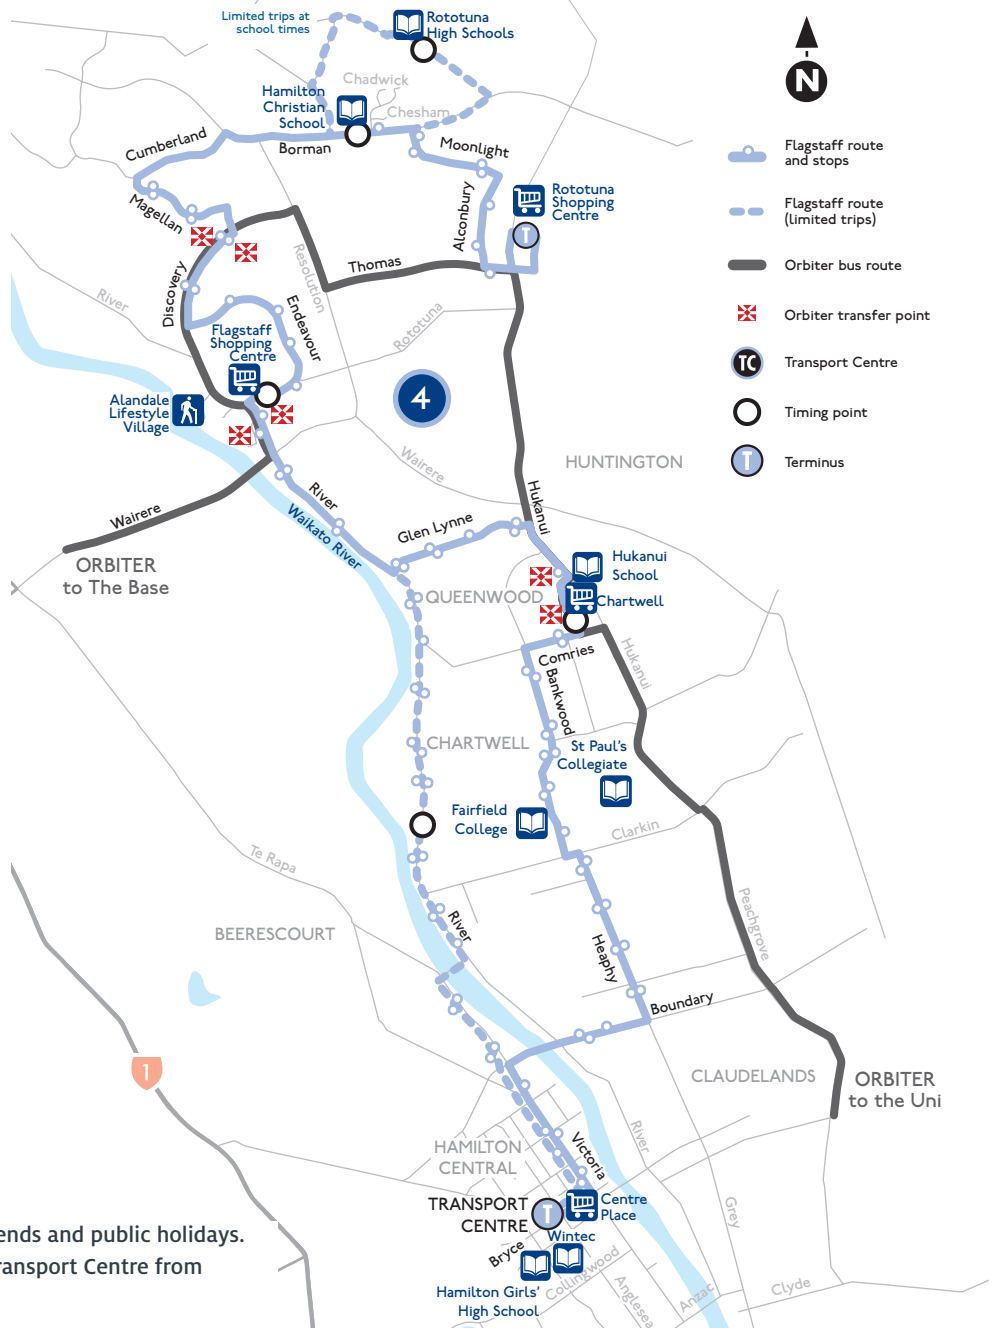 Limited trips at
school times
Rototuna
High Schools
Chadwick
Hamilton
Christian
School
Chesham
Cumberland
Borman
Moonlight
Magellan
Alconbury
Rototuna
Shopping
Centre
T
Resolution
Thomas
Discovery
River
Endeavour
Rototuna
Flagstaff
Shopping
Centre
4
Alandale
Lifestyle
Village
Wairere
HUNTINGTON
River
Hukanui
Wairere
Waikato River
Glen Lynne
ORBITER
to The Base
Hukanui
School
QUEENWOOD
Chartwell
Comries
Hukanui
Bankwood
CHARTWELL
St Paul's
Collegiate
Fairfield
College
Clarkin
Te Rapa
Peachgrove
River
BEERESCOURT
Heaphy
Boundary
1
CLAUDELANDS
ORBITER
to the Uni
River
HAMILTON
CENTRAL
Victoria
TRANSPORT
CENTRE
T
Centre
Place
Grey
Wintec
Bryce
Collingwood
Hamilton Girls'
High School
Anglesea
Anzac
Clyde
ends and public holidays.
ransport Centre from
N
Flagstaff route
and stops
Flagstaff route
(limited trips)
Orbiter bus route
Orbiter transfer point
TC
Transport Centre
Timing point
T
Terminus